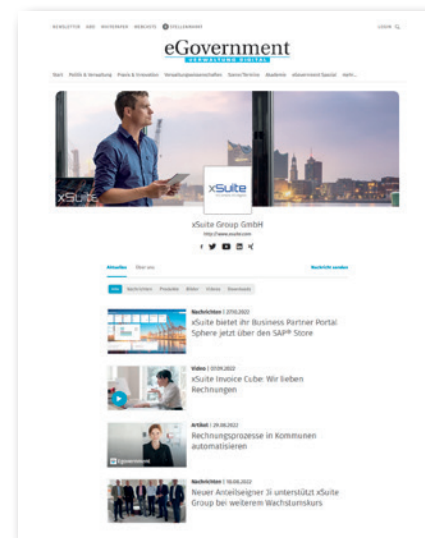 NEWSLETTER ABO WHITEPAPER WEBCASTS STELLENMARKT LOGIN
eGovernment
VERWALTUNG DIGITAL
Start Politik & Verwaltung Praxis & Innovation Verwaltungswissenschaften Szene/Termine Akademie eGovernment Special mehr...
xSuite
xSuite
xSuite Group GmbH
http://www.xsuite.com
Aktuelles Über uns Nachricht senden
Alle Nachrichten Produkte Bilder Videos Downloads
Nachrichten | 27.10.2022
xSuite bietet ihr Business Partner Portal
Sphere jetzt über den SAP® Store
Video | 07.09.2022
xSuite Invoice Cube: Wir lieben
Rechnungen
Artikel | 29.08.2022
Rechnungsprozesse in Kommunen
automatisieren
eGovernment
Nachrichten | 18.08.2022
Neuer Anteilseigner 3i unterstützt xSuite
Group bei weiterem Wachstumskurs